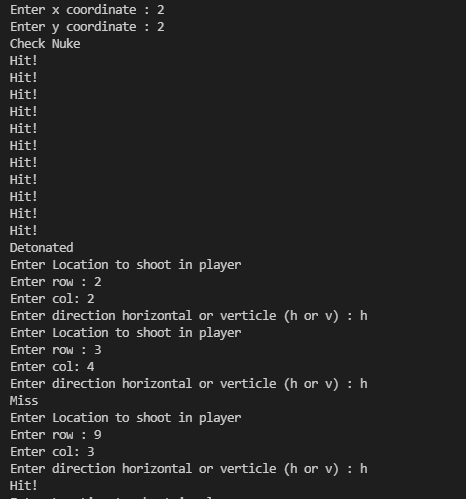 Enter x coordinate : 2
Enter y coordinate : 2
Check Nuke
Hit!
Hit!
Hit!
Hit!
Hit!
Hit!
Hit!
Hit!
Hit!
Hit!
Hit!
Detonated
Enter Location to shoot in player
Enter row : 2
Enter col: 2
Enter direction horizontal or verticle (h or v) : h
Enter Location to shoot in player
Enter row : 3
Enter col: 4
Enter direction horizontal or verticle (h or v) : h
Miss
Enter Location to shoot in player
Enter row : 9
Enter col: 3
Enter direction horizontal or verticle (h or v) : h
Hit!